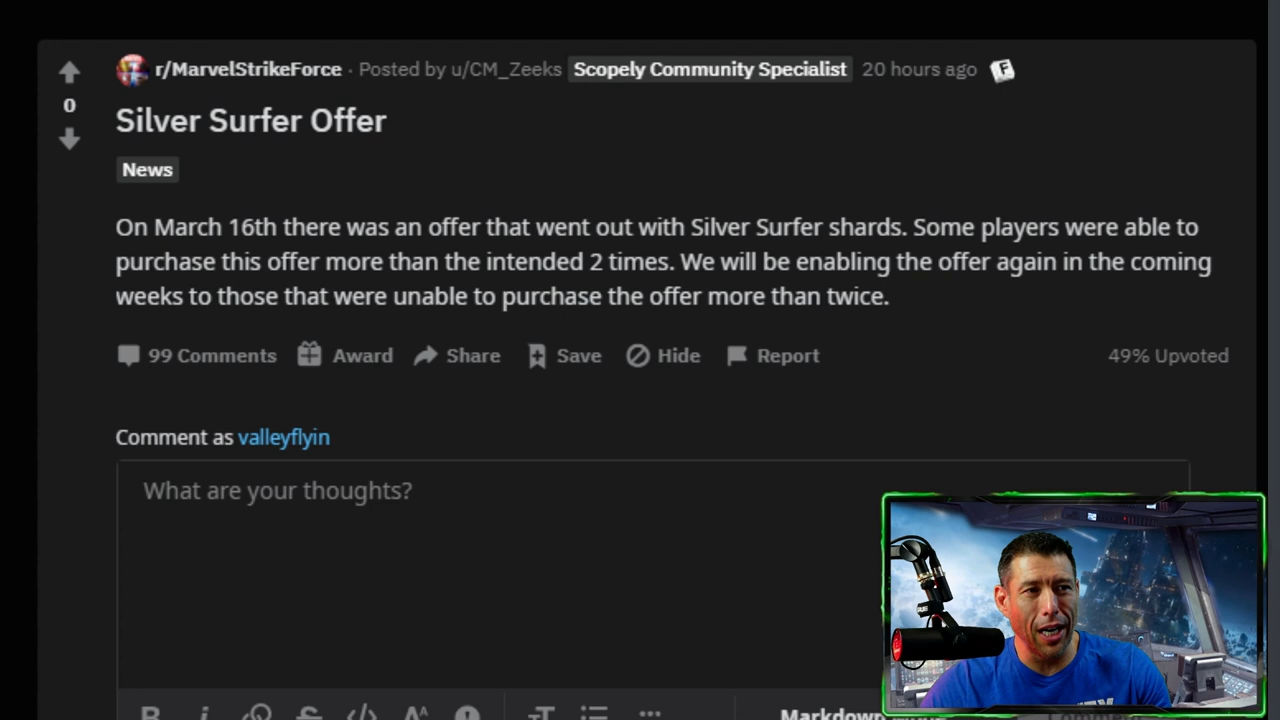 r/MarvelStrikeForce · Posted by u/CM_Zeeks Scopely Community Specialist 20 hours ago F
0
Silver Surfer Offer
News
On March 16th there was an offer that went out with Silver Surfer shards. Some players were able to
purchase this offer more than the intended 2 times. We will be enabling the offer again in the coming
weeks to those that were unable to purchase the offer more than twice.
99 Comments Award Share Save Hide Report 49% Upvoted
Comment as valleyflyin
What are your thoughts?
B i S </> A^A T